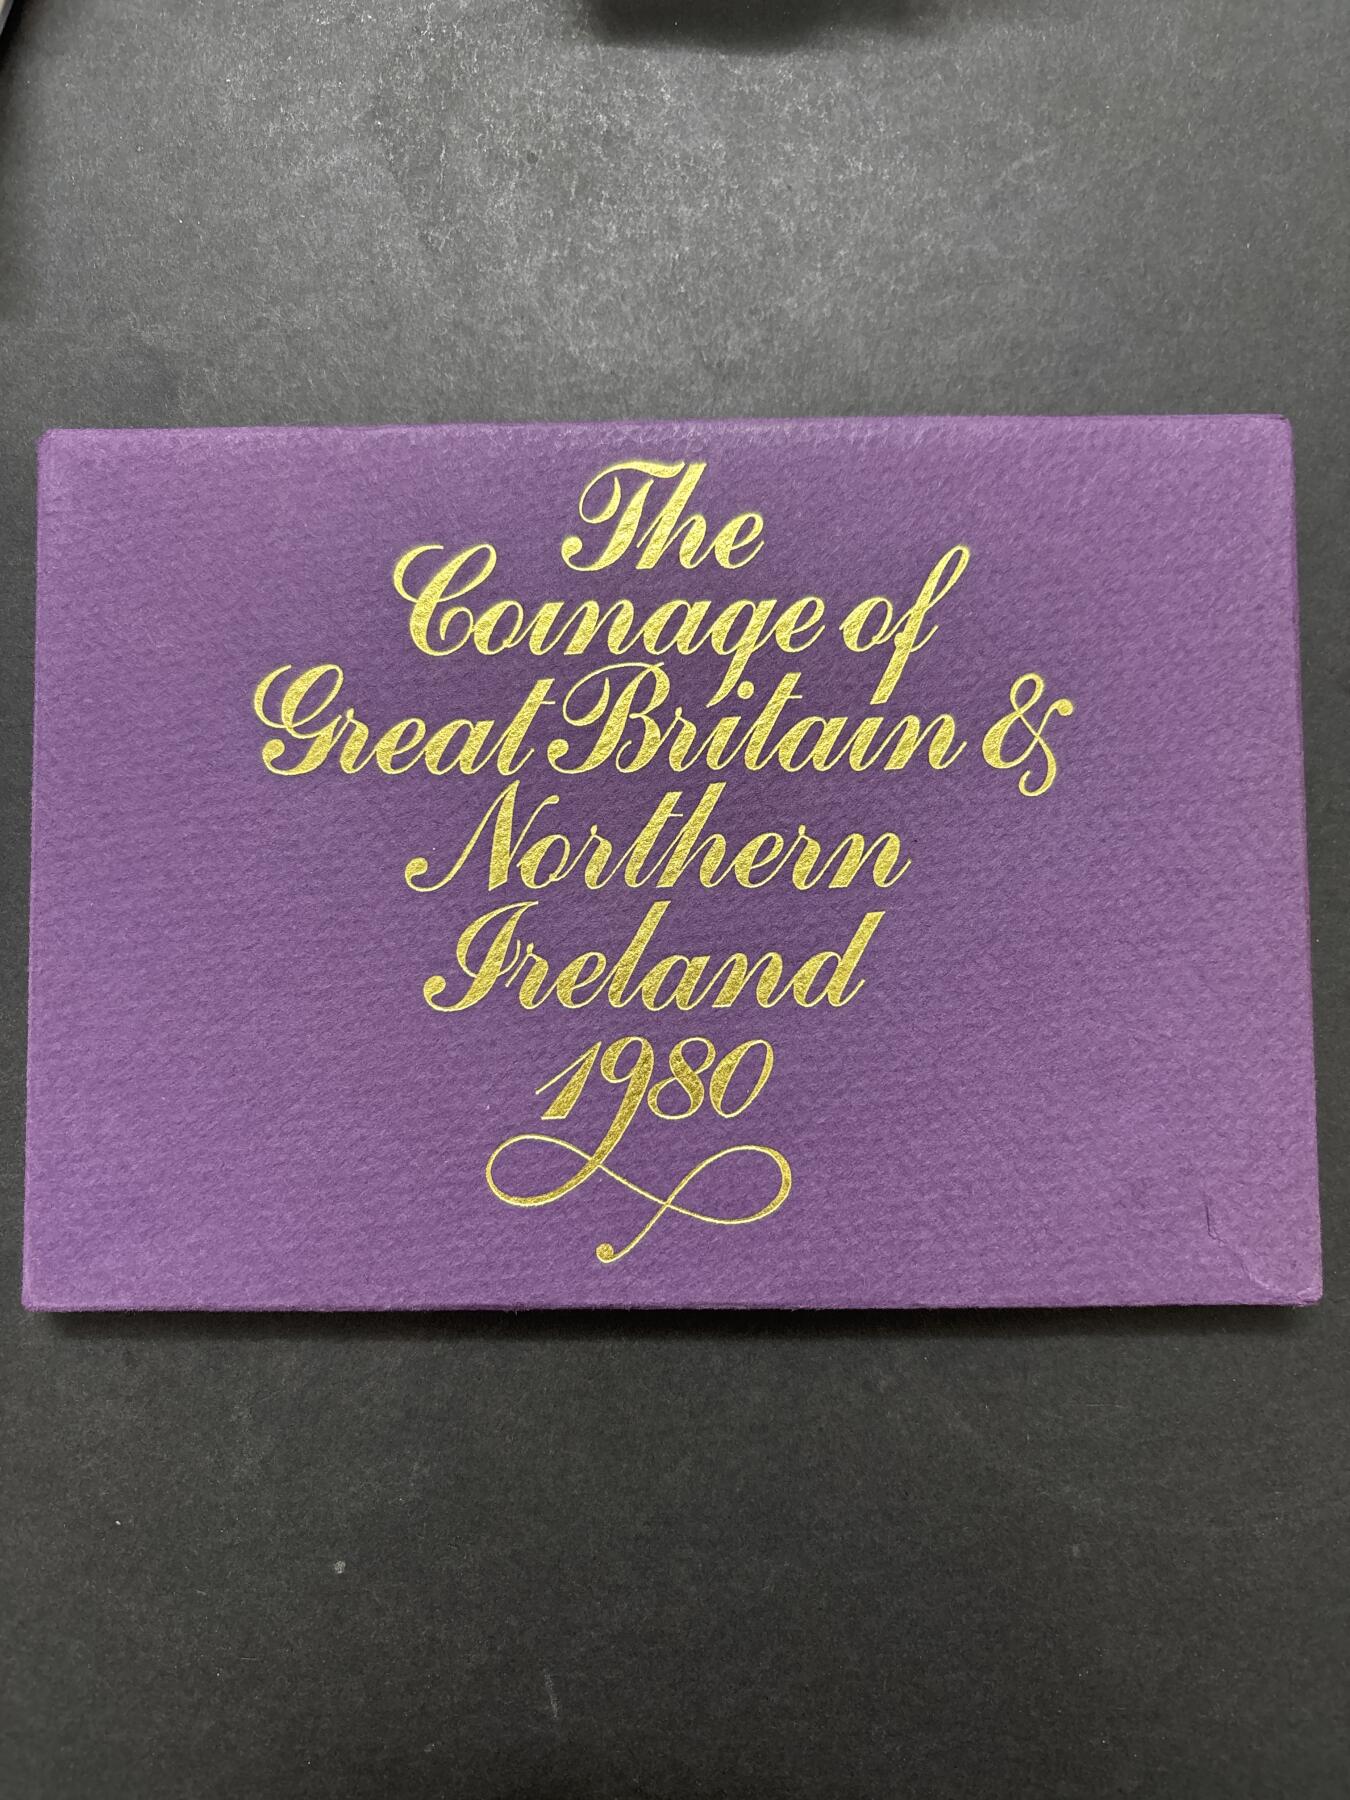 The
Coinage of
Great Britain &
Northern
Ireland
1980